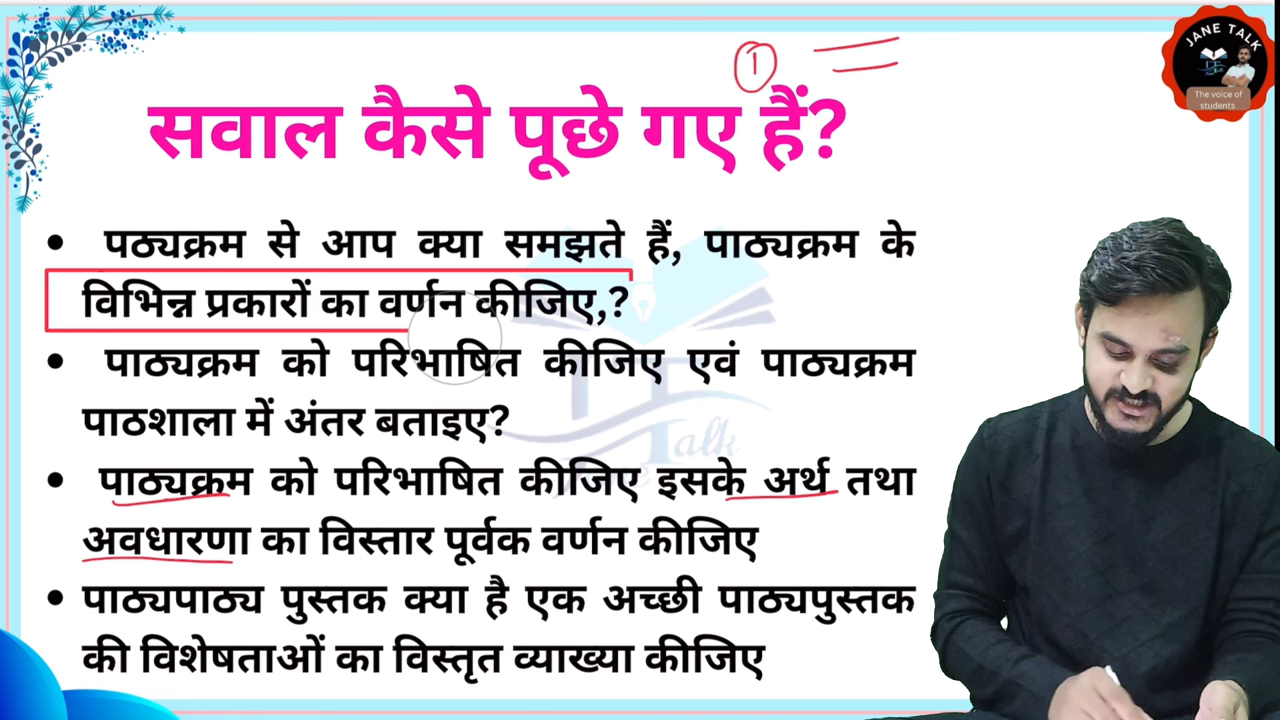 ①
JANE TALK
The voice of
students
सवाल कैसे पूछे गए हैं?
• पठ्यक्रम से आप क्या समझते हैं, पाठ्यक्रम के
विभिन्न प्रकारों का वर्णन कीजिए,?
• पाठ्यक्रम को परिभाषित कीजिए एवं पाठ्यक्रम
पाठशाला में अंतर बताइए?
• पाठ्यक्रम को परिभाषित कीजिए इसके अर्थ तथा
अवधारणा का विस्तार पूर्वक वर्णन कीजिए
• पाठ्यपाठ्य पुस्तक क्या है एक अच्छी पाठ्यपुस्तक
की विशेषताओं का विस्तृत व्याख्या कीजिए